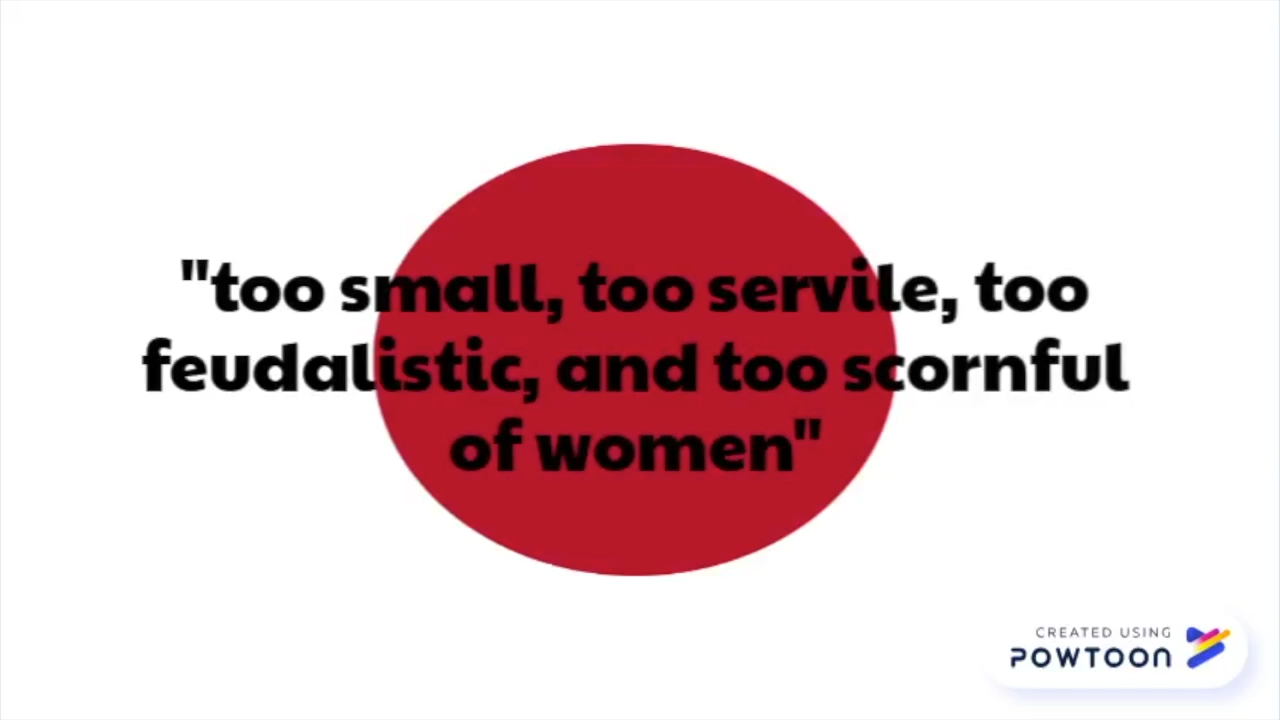 "too small, too servile, too
feudalistic, and too scornful
of women"
CREATED USING
POWTOON